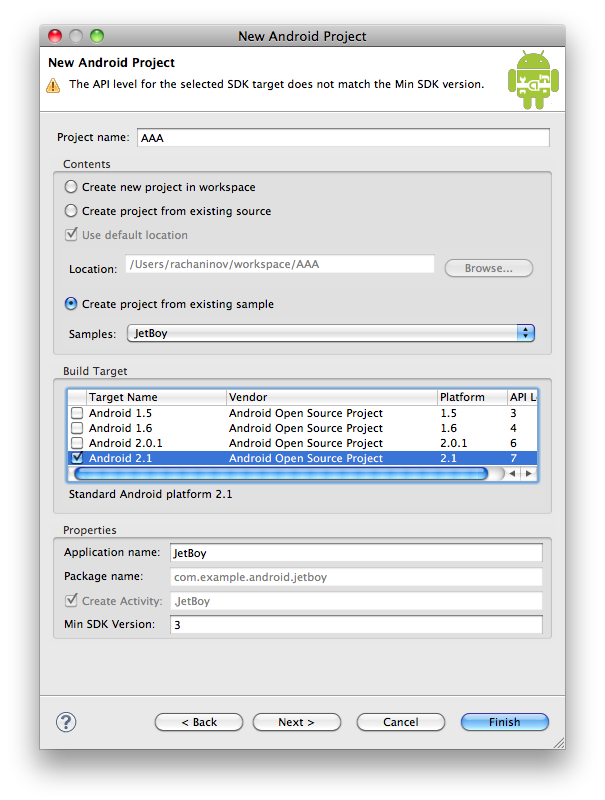 New Android Project
New Android Project
The API level for the selected SDK target does not match the Min SDK version.
Project name: AAA
Contents
Create new project in workspace
Create project from existing source
Use default location
Location: /Users/rachaninov/workspace/AAA Browse...
Create project from existing sample
Samples: JetBoy
Build Target
Target Name Vendor Platform API L
Android 1.5 Android Open Source Project 1.5 3
Android 1.6 Android Open Source Project 1.6 4
Android 2.0.1 Android Open Source Project 2.0.1 6
Android 2.1 Android Open Source Project 2.1 7
Standard Android platform 2.1
Properties
Application name: JetBoy
Package name: com.example.android.jetboy
Create Activity: .JetBoy
Min SDK Version: 3
? < Back Next > Cancel Finish